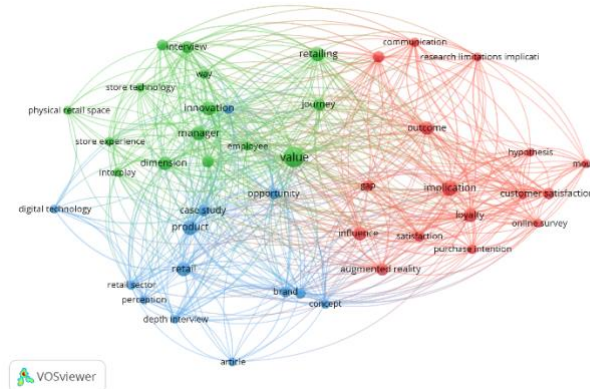 communication
interview
retailing
research limitations implicati
way
store technology
physical retail space
innovation
journey
outcome
manager
store experience
employee
hypothesis
value
dimension
interplay
gap
implication
opportunity
customer satisfaction
digital technology
case study
loyalty
product
online survey
influence
satisfaction
purchase intention
retail
augmented reality
retail sector
brand
perception
concept
depth interview
article
VOSviewer